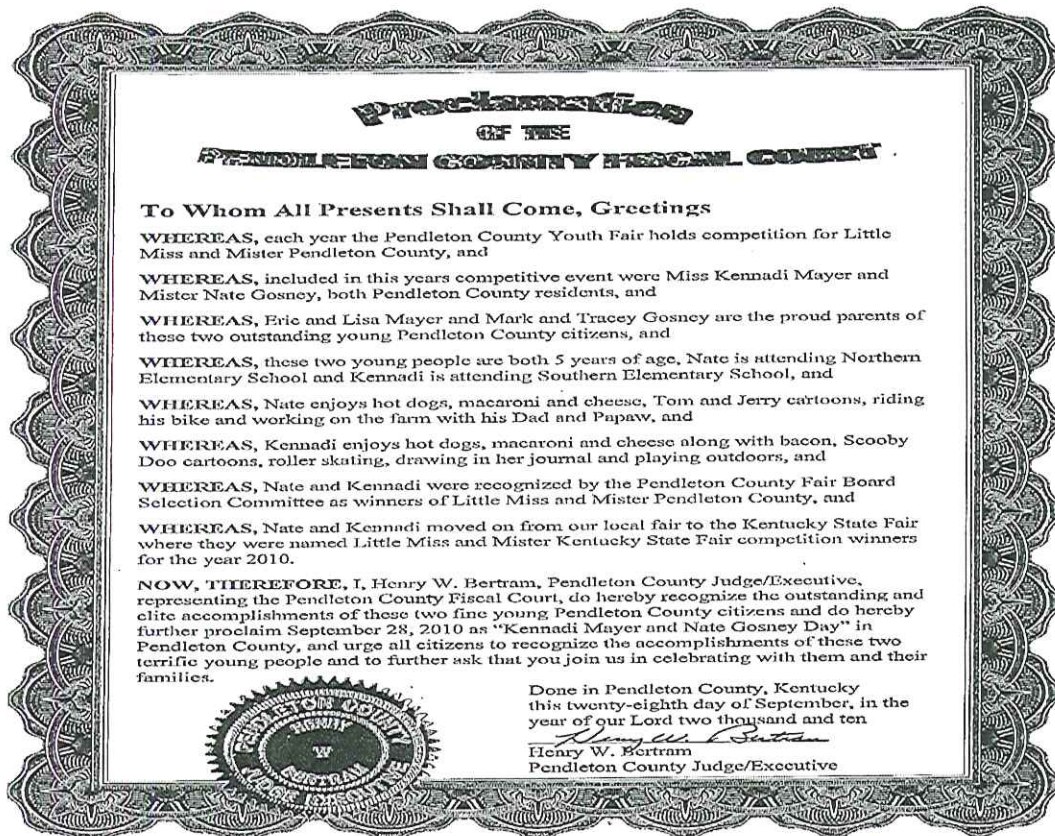 Proclamation
OF THE
PENDLETON COUNTY FISCAL COURT
To Whom All Presents Shall Come, Greetings
WHEREAS, each year the Pendleton County Youth Fair holds competition for Little
Miss and Mister Pendleton County, and
WHEREAS, included in this years competitive event were Miss Kennadi Mayer and
Mister Nate Gosney, both Pendleton County residents, and
WHEREAS, Eric and Lisa Mayer and Mark and Tracey Gosney are the proud parents of
these two outstanding young Pendleton County citizens, and
WHEREAS, these two young people are both 5 years of age, Nate is attending Northern
Elementary School and Kennadi is attending Southern Elementary School, and
WHEREAS, Nate enjoys hot dogs, macaroni and cheese, Tom and Jerry cartoons, riding
his bike and working on the farm with his Dad and Papaw, and
WHEREAS, Kennadi enjoys hot dogs, macaroni and cheese along with bacon, Scooby
Doo cartoons, roller skating, drawing in her journal and playing outdoors, and
WHEREAS, Nate and Kennadi were recognized by the Pendleton County Fair Board
Selection Committee as winners of Little Miss and Mister Pendleton County, and
WHEREAS, Nate and Kennadi moved on from our local fair to the Kentucky State Fair
where they were named Little Miss and Mister Kentucky State Fair competition winners
for the year 2010.
NOW, THEREFORE, I, Henry W. Bertram, Pendleton County Judge/Executive,
representing the Pendleton County Fiscal Court, do hereby recognize the outstanding and
elite accomplishments of these two fine young Pendleton County citizens and do hereby
further proclaim September 28, 2010 as “Kennadi Mayer and Nate Gosney Day” in
Pendleton County, and urge all citizens to recognize the accomplishments of these two
terrific young people and to further ask that you join us in celebrating with them and their
families.
Done in Pendleton County, Kentucky
this twenty-eighth day of September, in the
year of our Lord two thousand and ten
Henry W. Bertram
Henry W. Bertram
Pendleton County Judge/Executive
PENDLETON COUNTY
HENRY
W
BERTRAM
JUDGE EXECUTIVE